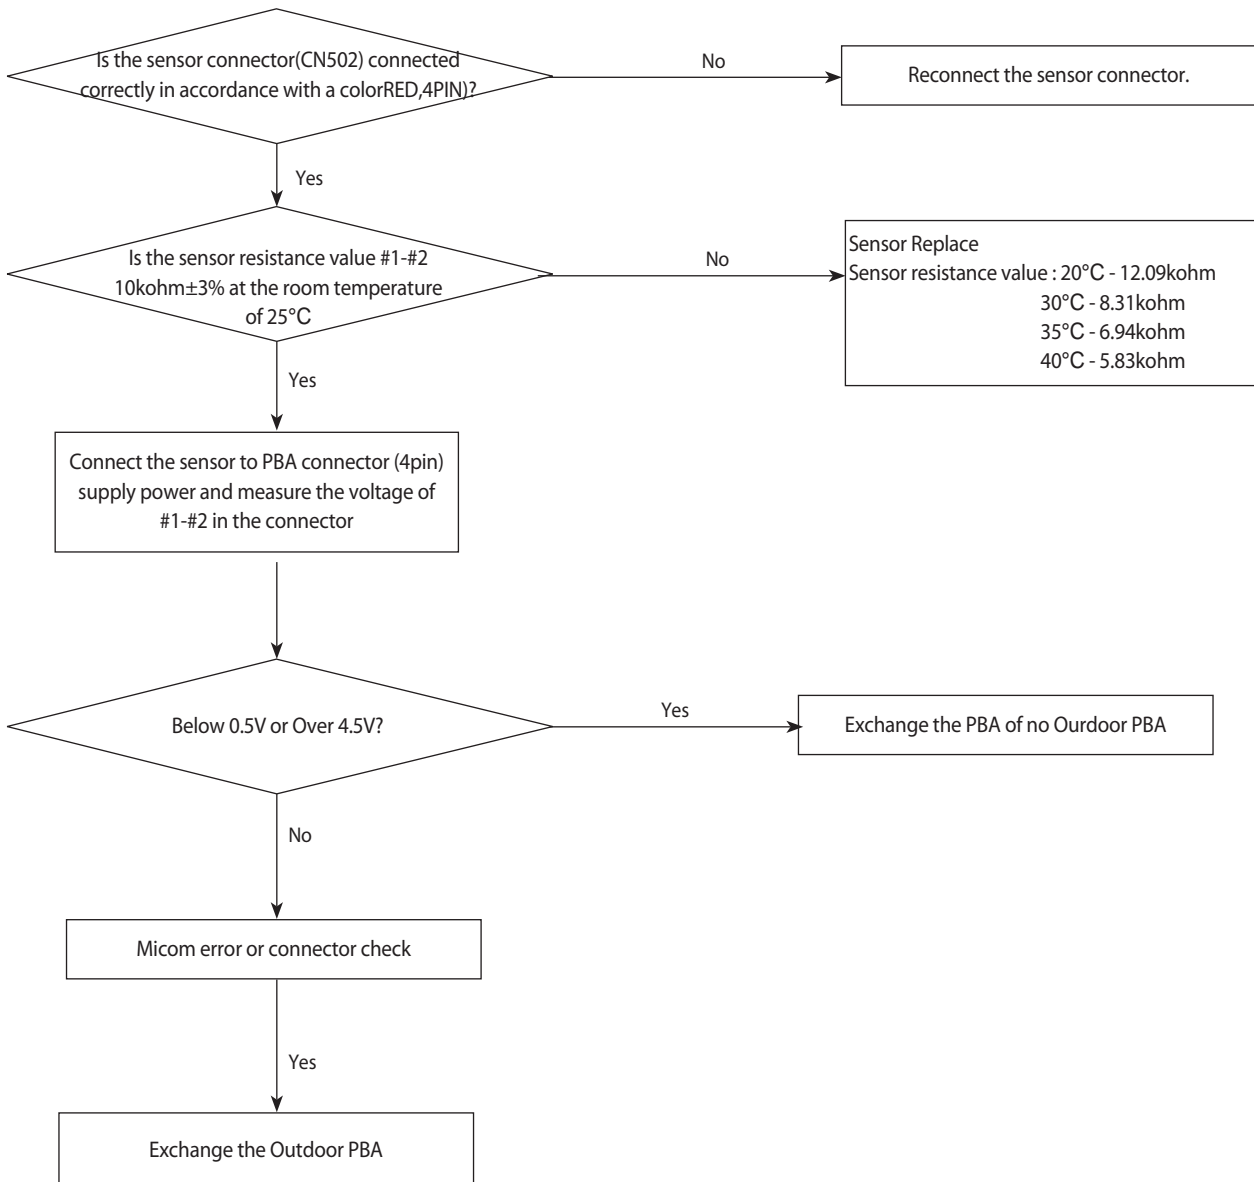 Is the sensor connector(CN502) connected
correctly in accordance with a colorRED,4PIN)?
No
Reconnect the sensor connector.
Yes
Is the sensor resistance value #1-#2
10kohm±3% at the room temperature
of 25°C
No
Sensor Replace
Sensor resistance value : 20°C - 12.09kohm
30°C - 8.31kohm
35°C - 6.94kohm
40°C - 5.83kohm
Yes
Connect the sensor to PBA connector (4pin)
supply power and measure the voltage of
#1-#2 in the connector
Below 0.5V or Over 4.5V?
Yes
Exchange the PBA of no Ourdoor PBA
No
Micom error or connector check
Yes
Exchange the Outdoor PBA